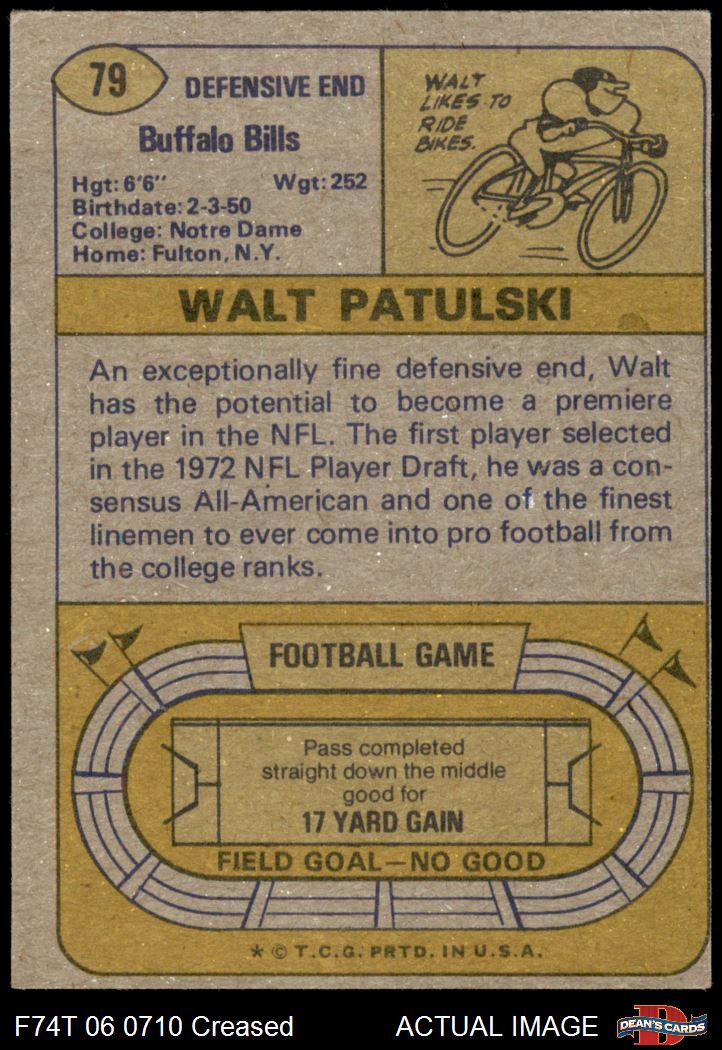 79
DEFENSIVE END
Buffalo Bills
Hgt: 6'6" Wgt: 252
Birthdate: 2-3-50
College: Notre Dame
Home: Fulton, N.Y.
WALT
LIKES TO
RIDE
BIKES.
WALT PATULSKI
An exceptionally fine defensive end, Walt
has the potential to become a premiere
player in the NFL. The first player selected
in the 1972 NFL Player Draft, he was a con-
sensus All-American and one of the finest
linemen to ever come into pro football from
the college ranks.
FOOTBALL GAME
Pass completed
straight down the middle
good for
17 YARD GAIN
FIELD GOAL—NO GOOD
* © T.C.G. PRTD. IN U.S.A.
F74T 06 0710 Creased ACTUAL IMAGE
DEAN'S CARDS